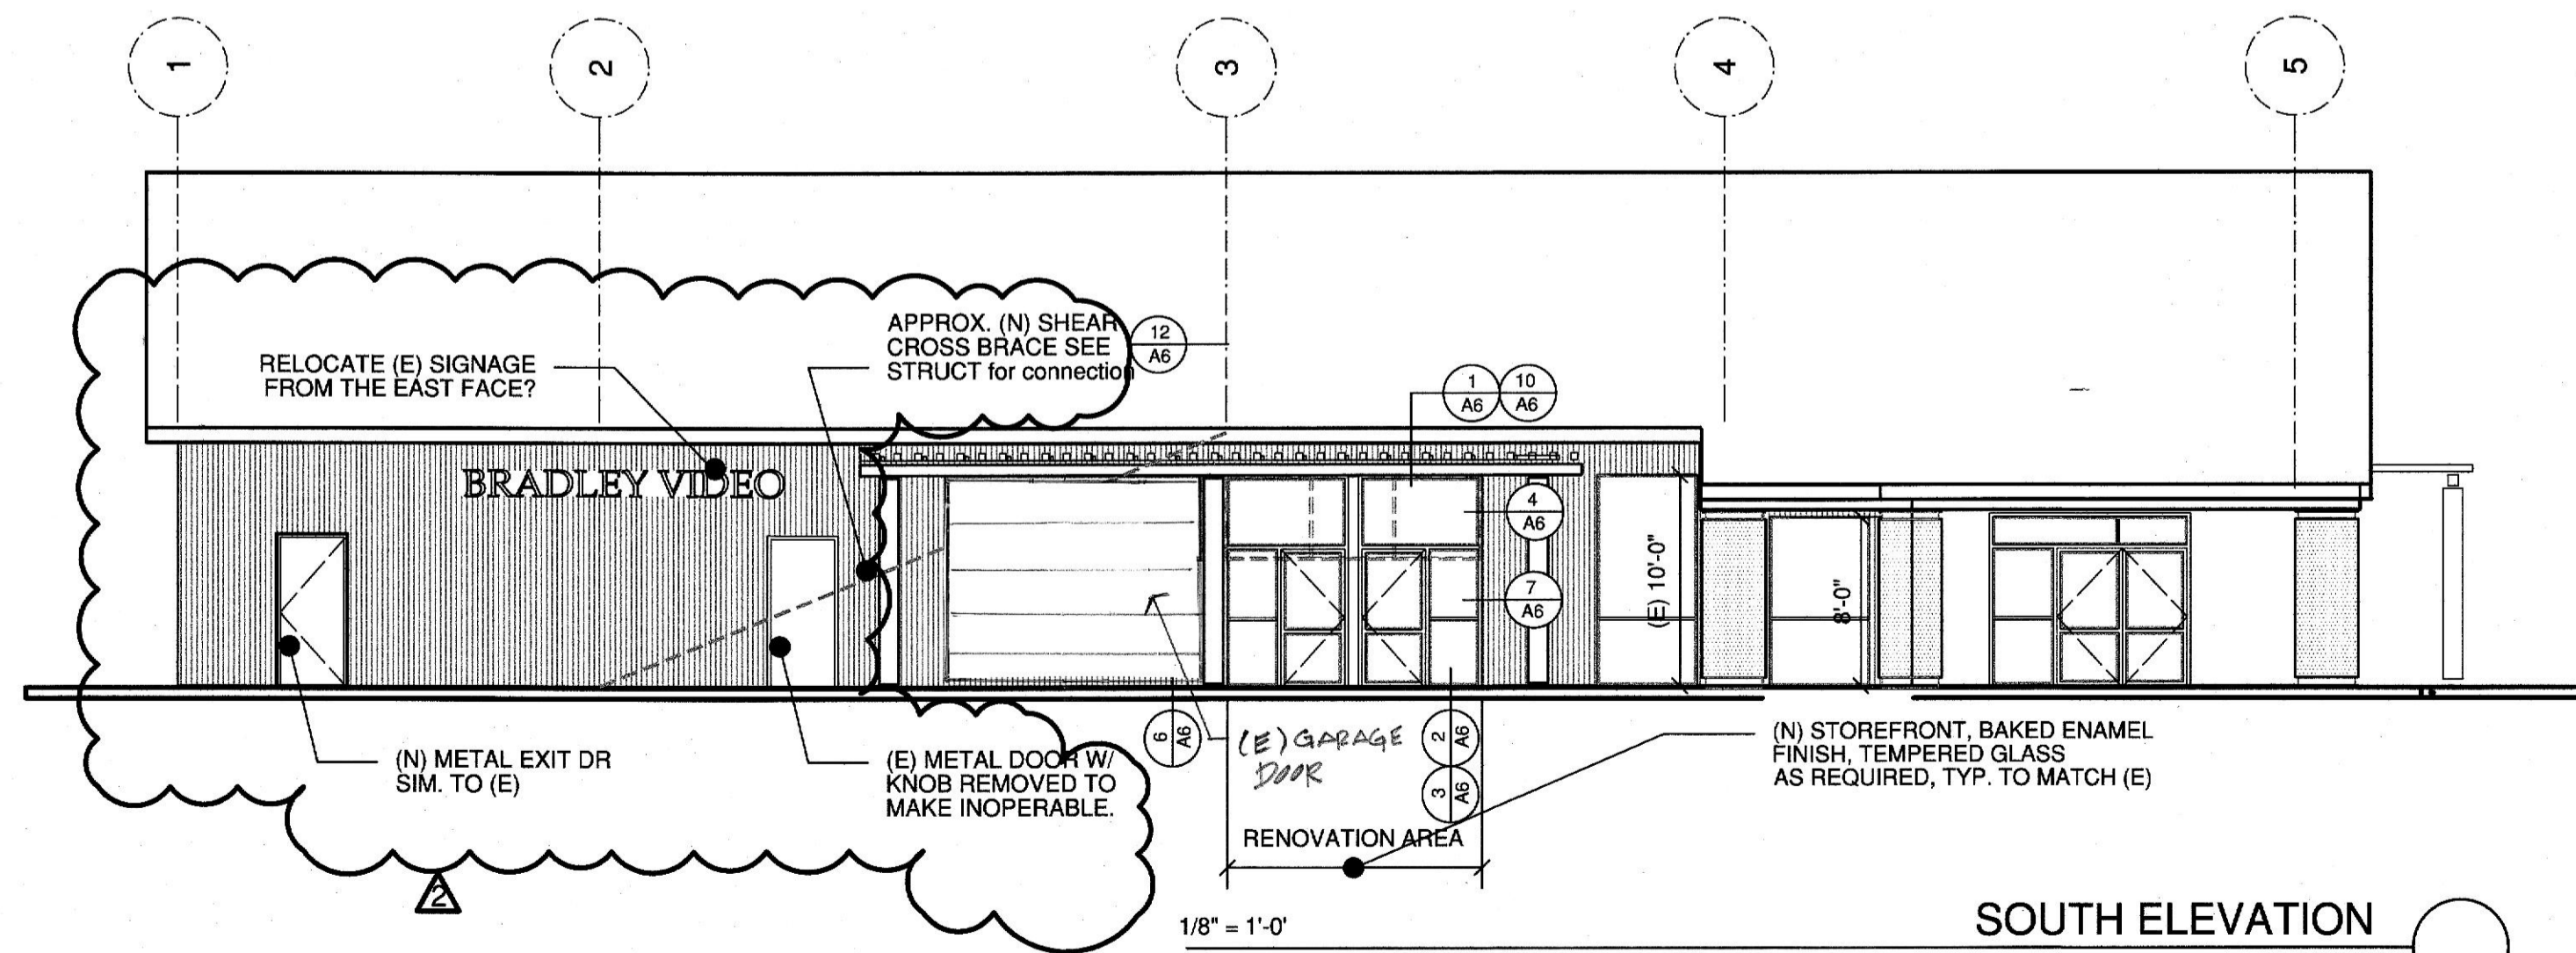 1
2
3
4
5
APPROX. (N) SHEAR
CROSS BRACE SEE
STRUCT for connection
12
A6
RELOCATE (E) SIGNAGE
FROM THE EAST FACE?
1
A6
10
A6
BRADLEY VIDEO
4
A6
7
A6
(E) 10'-0"
8'-0"
6
A6
(E) GARAGE
DOOR
2
A6
3
A6
(N) METAL EXIT DR
SIM. TO (E)
(E) METAL DOOR W/
KNOB REMOVED TO
MAKE INOPERABLE.
(N) STOREFRONT, BAKED ENAMEL
FINISH, TEMPERED GLASS
AS REQUIRED, TYP. TO MATCH (E)
RENOVATION AREA
2
1/8" = 1'-0'
SOUTH ELEVATION